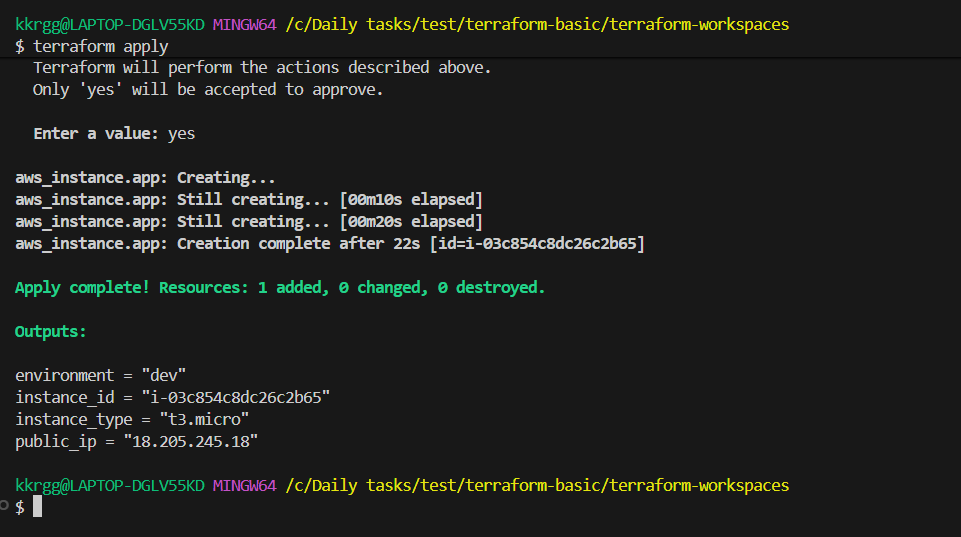 kkrgg@LAPTOP-DGLV55KD MINGW64 /c/Daily tasks/test/terraform-basic/terraform-workspaces
$ terraform apply
  Terraform will perform the actions described above.
  Only 'yes' will be accepted to approve.

  Enter a value: yes

aws_instance.app: Creating...
aws_instance.app: Still creating... [00m10s elapsed]
aws_instance.app: Still creating... [00m20s elapsed]
aws_instance.app: Creation complete after 22s [id=i-03c854c8dc26c2b65]

Apply complete! Resources: 1 added, 0 changed, 0 destroyed.

Outputs:

environment = "dev"
instance_id = "i-03c854c8dc26c2b65"
instance_type = "t3.micro"
public_ip = "18.205.245.18"

kkrgg@LAPTOP-DGLV55KD MINGW64 /c/Daily tasks/test/terraform-basic/terraform-workspaces
$